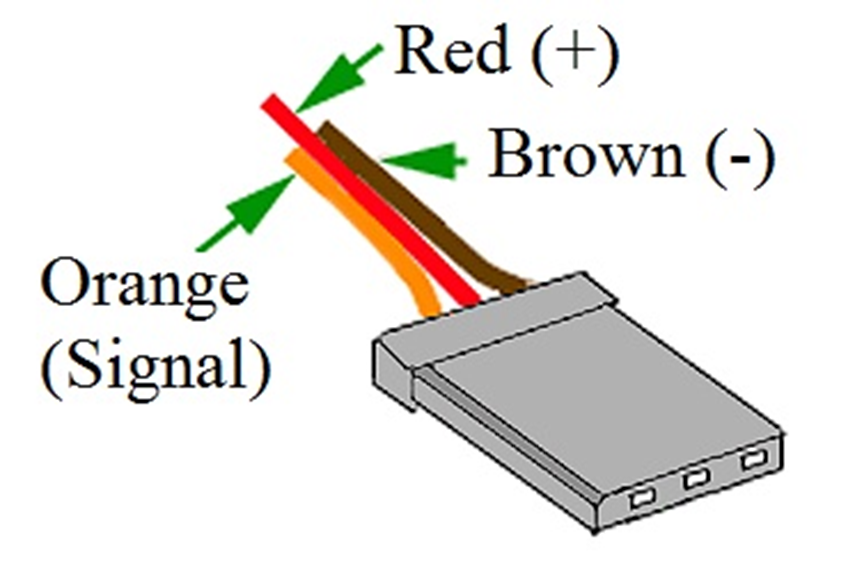 Red (+)
Brown (-)
Orange
(Signal)